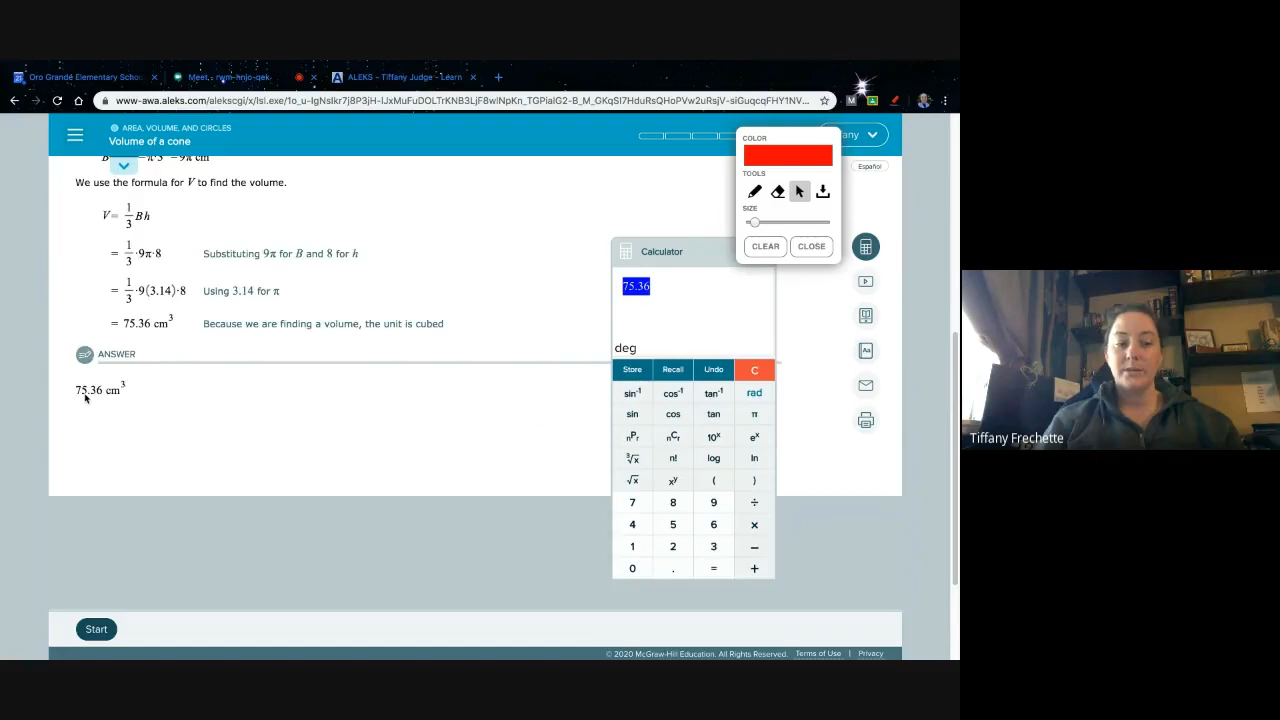 Oro Grandé Elementary Schoo
Meet - rwm-hnjo-qek
ALEKS - Tiffany Judge - Learn
AREA, VOLUME, AND CIRCLES
Volume of a cone
Español
We use the formula for V to find the volume.
V = 1/3 Bh
= 1/3 ·9π·8 Substituting 9π for B and 8 for h
= 1/3 ·9(3.14)·8 Using 3.14 for π
= 75.36 cm³ Because we are finding a volume, the unit is cubed
ANSWER
75.36 cm³
COLOR
TOOLS
SIZE
CLEAR CLOSE
Calculator
75.36
deg
Store Recall Undo C
sin⁻¹ cos⁻¹ tan⁻¹ rad
sin cos tan π
nPr nCr 10ˣ eˣ
∛x n! log ln
√x xʸ ( )
7 8 9 ÷
4 5 6 ×
1 2 3 −
0 . = +
Aa
Tiffany Frechette
Start
© 2020 McGraw-Hill Education. All Rights Reserved. Terms of Use | Privacy